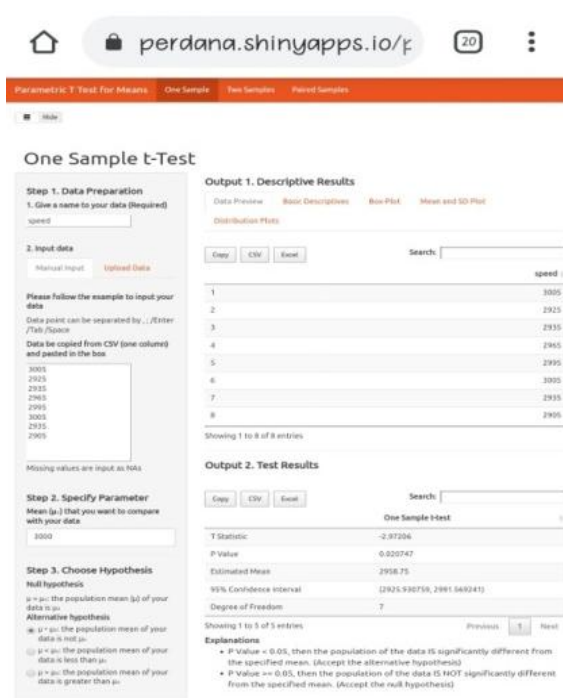 perdana.shinyapps.io/p
20
Parametric T Test for Means One Sample Two Samples Paired Samples
Hide
One Sample t-Test
Step 1. Data Preparation
1. Give a name to your data (Required)
speed
2. Input data
Manual Input Upload Data
Please follow the example to input your
data
Data point can be separated by , ; /Enter
/Tab /Space
Data be copied from CSV (one column)
and pasted in the box
3005
2925
2935
2965
2995
3005
2935
2905
Missing values are input as NAs
Step 2. Specify Parameter
Mean (μ₀) that you want to compare
with your data
3000
Step 3. Choose Hypothesis
Null hypothesis
μ = μ₀: the population mean (μ) of your
data is μ₀
Alternative hypothesis
μ ≠ μ₀: the population mean of your
data is not μ₀
μ < μ₀: the population mean of your
data is less than μ₀
μ > μ₀: the population mean of your
data is greater than μ₀
Output 1. Descriptive Results
Data Preview Basic Descriptives Box-Plot Mean and SD Plot
Distribution Plots
Copy CSV Excel Search:
speed
1 3005
2 2925
3 2935
4 2965
5 2995
6 3005
7 2935
8 2905
Showing 1 to 8 of 8 entries
Output 2. Test Results
Copy CSV Excel Search:
One Sample t-test
T Statistic -2.97206
P Value 0.020747
Estimated Mean 2958.75
95% Confidence Interval (2925.930759, 2991.569241)
Degree of Freedom 7
Showing 1 to 5 of 5 entries Previous 1 Next
Explanations
• P Value < 0.05, then the population of the data IS significantly different from
the specified mean. (Accept the alternative hypothesis)
• P Value >= 0.05, then the population of the data IS NOT significantly different
from the specified mean. (Accept the null hypothesis)